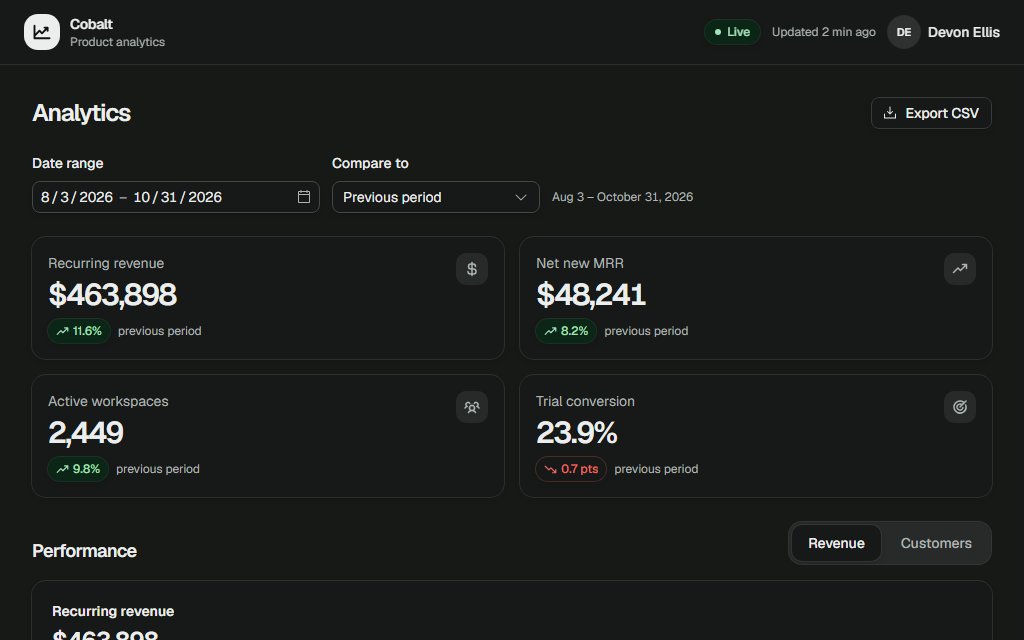 Cobalt
Product analytics
Live
Updated 2 min ago
DE
Devon Ellis
Analytics
Export CSV
Date range
Compare to
8/3/2026 – 10/31/2026
Previous period
Aug 3 – October 31, 2026
Recurring revenue
$463,898
11.6% previous period
Net new MRR
$48,241
8.2% previous period
Active workspaces
2,449
9.8% previous period
Trial conversion
23.9%
0.7 pts previous period
Performance
Revenue
Customers
Recurring revenue
$463,898